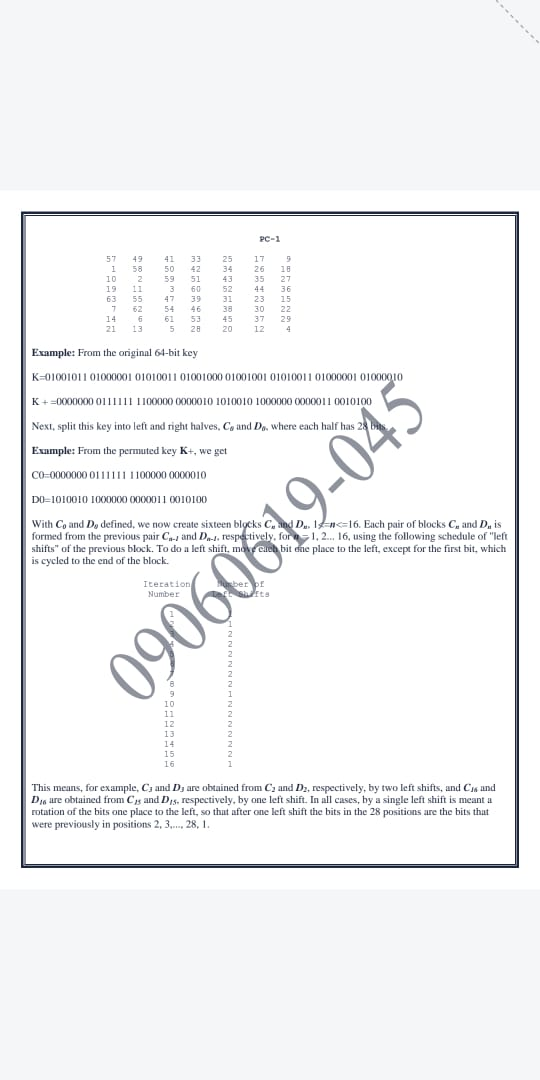 PC-1
57 49 41 33 25 17 9
1 58 50 42 34 26 18
10 2 59 51 43 35 27
19 11 3 60 52 44 36
63 55 47 39 31 23 15
7 62 54 46 38 30 22
14 6 61 53 45 37 29
21 13 5 28 20 12 4
Example: From the original 64-bit key
K=01001011 01000001 01010011 01001000 01001001 01010011 01000001 01000010
K + =0000000 0111111 1100000 0000010 1010010 1000000 0000011 0010100
Next, split this key into left and right halves, C0 and D0, where each half has 28 bits.
Example: From the permuted key K+, we get
C0=0000000 0111111 1100000 0000010
D0=1010010 1000000 0000011 0010100
With C0 and D0 defined, we now create sixteen blocks Cn and Dn, 1<=n<=16. Each pair of blocks Cn and Dn is
formed from the previous pair Cn-1 and Dn-1, respectively, for n = 1, 2... 16, using the following schedule of "left
shifts" of the previous block. To do a left shift, move each bit one place to the left, except for the first bit, which
is cycled to the end of the block.
Iteration Number of
Number Left Shifts
1 1
2 1
3 2
4 2
5 2
6 2
7 2
8 2
9 1
10 2
11 2
12 2
13 2
14 2
15 2
16 1
This means, for example, C3 and D3 are obtained from C2 and D2, respectively, by two left shifts, and C16 and
D16 are obtained from C15 and D15, respectively, by one left shift. In all cases, by a single left shift is meant a
rotation of the bits one place to the left, so that after one left shift the bits in the 28 positions are the bits that
were previously in positions 2, 3,..., 28, 1.
09060619-045